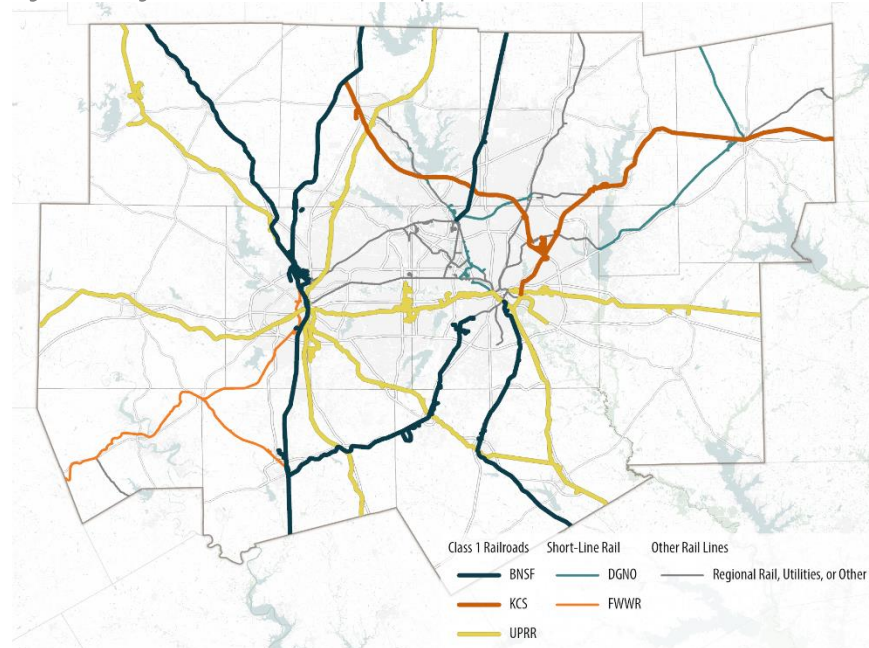 Class 1 Railroads Short-Line Rail Other Rail Lines
BNSF DGNO Regional Rail, Utilities, or Other
KCS FWWR
UPRR